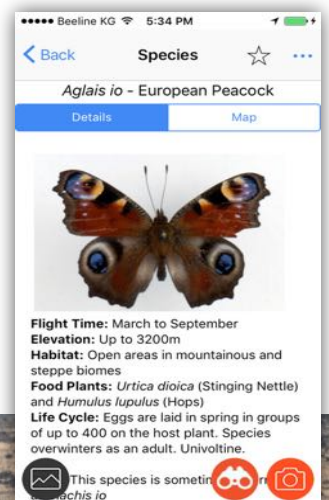 Beeline KG 5:34 PM
Back Species
Aglais io - European Peacock
Details Map
Flight Time: March to September
Elevation: Up to 3200m
Habitat: Open areas in mountainous and
steppe biomes
Food Plants: Urtica dioica (Stinging Nettle)
and Humulus lupulus (Hops)
Life Cycle: Eggs are laid in spring in groups
of up to 400 on the host plant. Species
overwinters as an adult. Univoltine.
This species is
io